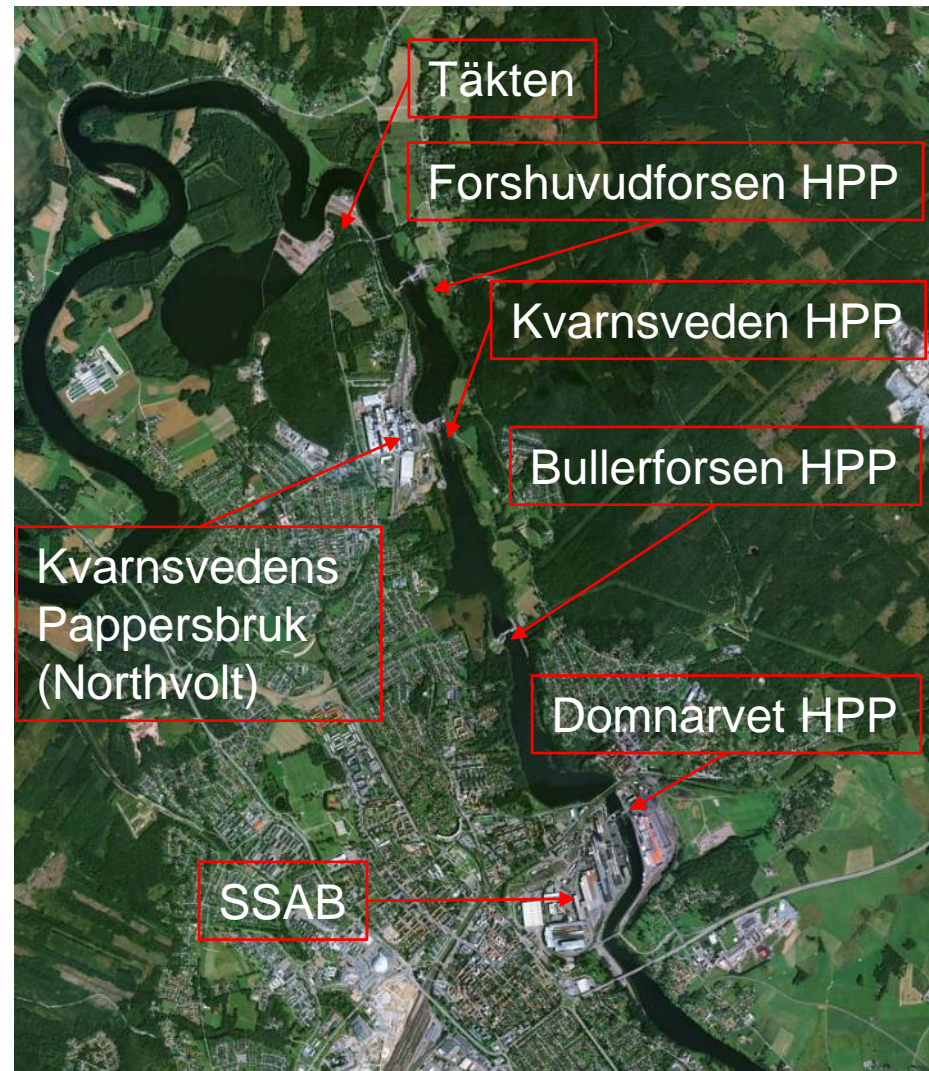 Täkten
Forshuvudforsen HPP
Kvarnsveden HPP
Bullerforsen HPP
Kvarnsvedens
Pappersbruk
(Northvolt)
Domnarvet HPP
SSAB